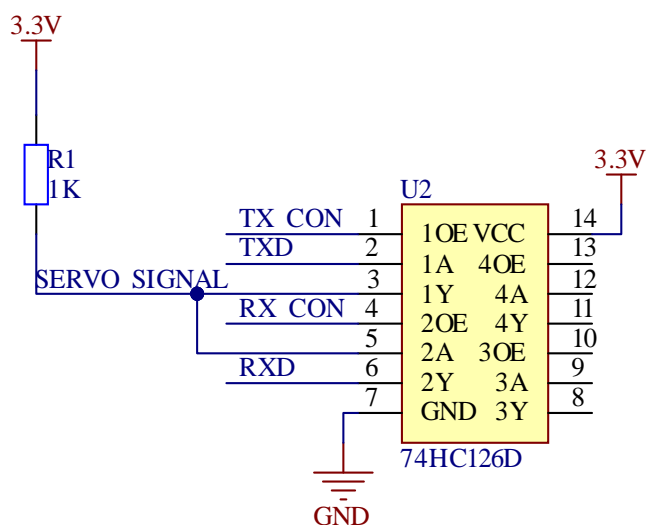 3.3V
R1
1K
3.3V
U2
TX CON 1 1OE VCC 14
TXD 2 1A 4OE 13
SERVO SIGNAL 3 1Y 4A 12
RX CON 4 2OE 4Y 11
5 2A 3OE 10
RXD 6 2Y 3A 9
7 GND 3Y 8
74HC126D
GND